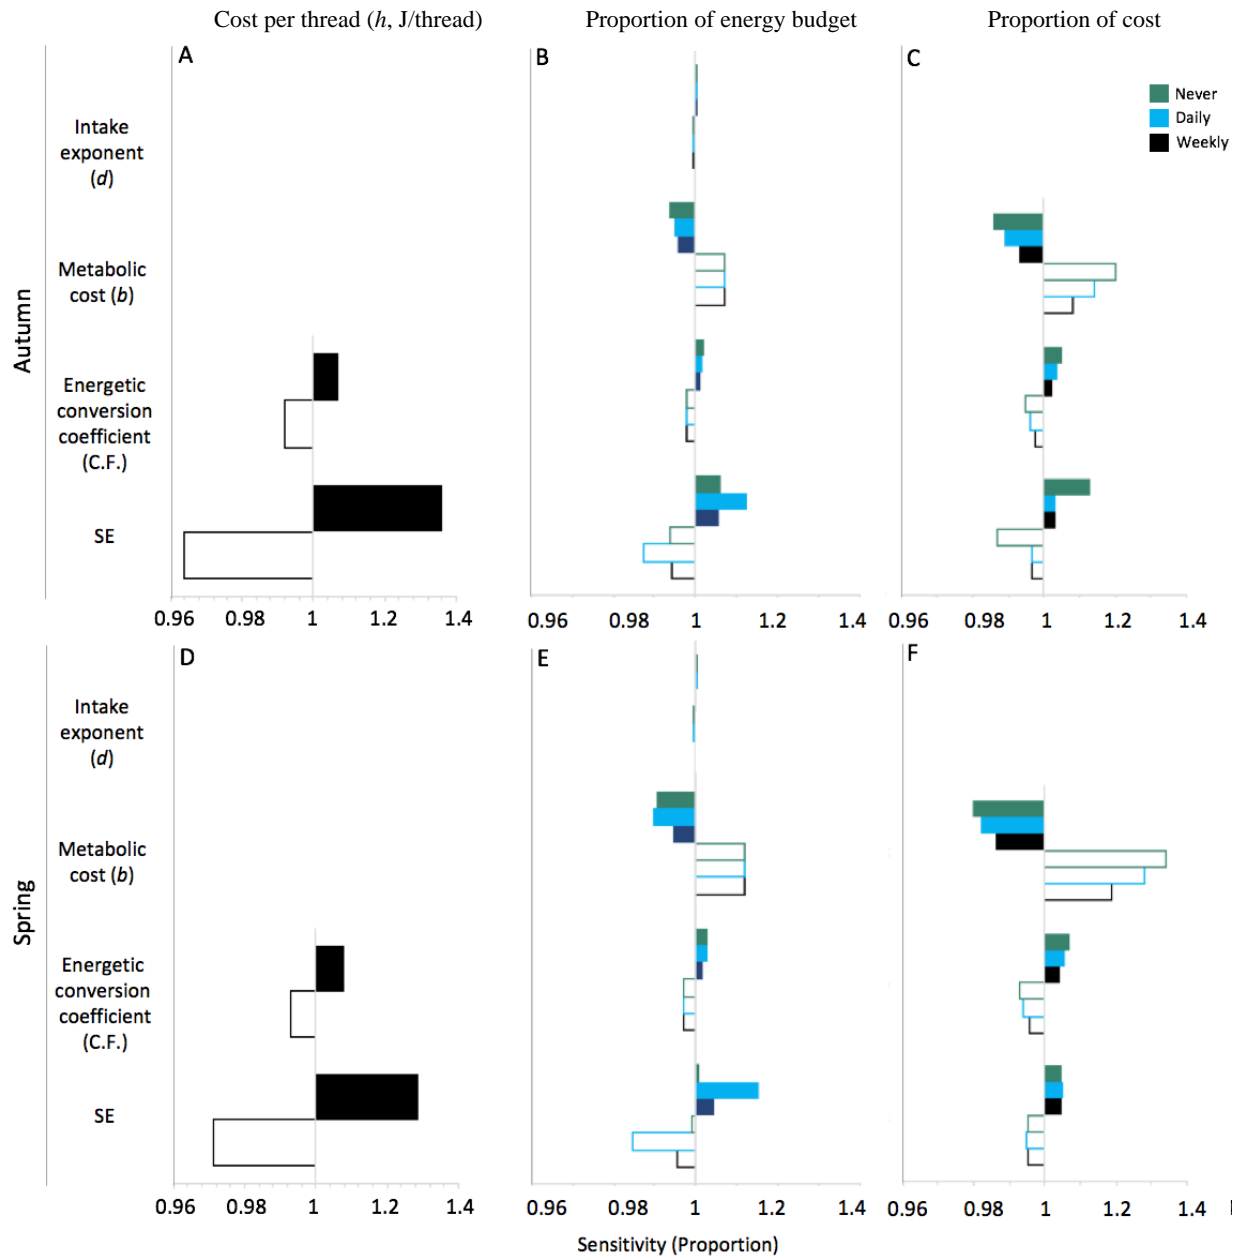 Cost per thread (h, J/thread)
Proportion of energy budget
Proportion of cost
A
B
C
Never
Daily
Weekly
Autumn
Intake
exponent
(d)
Metabolic
cost (b)
Energetic
conversion
coefficient
(C.F.)
SE
0.96 0.98 1 1.2 1.4
0.96 0.98 1 1.2 1.4
0.96 0.98 1 1.2 1.4
D
E
F
Spring
Intake
exponent
(d)
Metabolic
cost (b)
Energetic
conversion
coefficient
(C.F.)
SE
0.96 0.98 1 1.2 1.4
0.96 0.98 1 1.2 1.4
0.96 0.98 1 1.2 1.4
Sensitivity (Proportion)